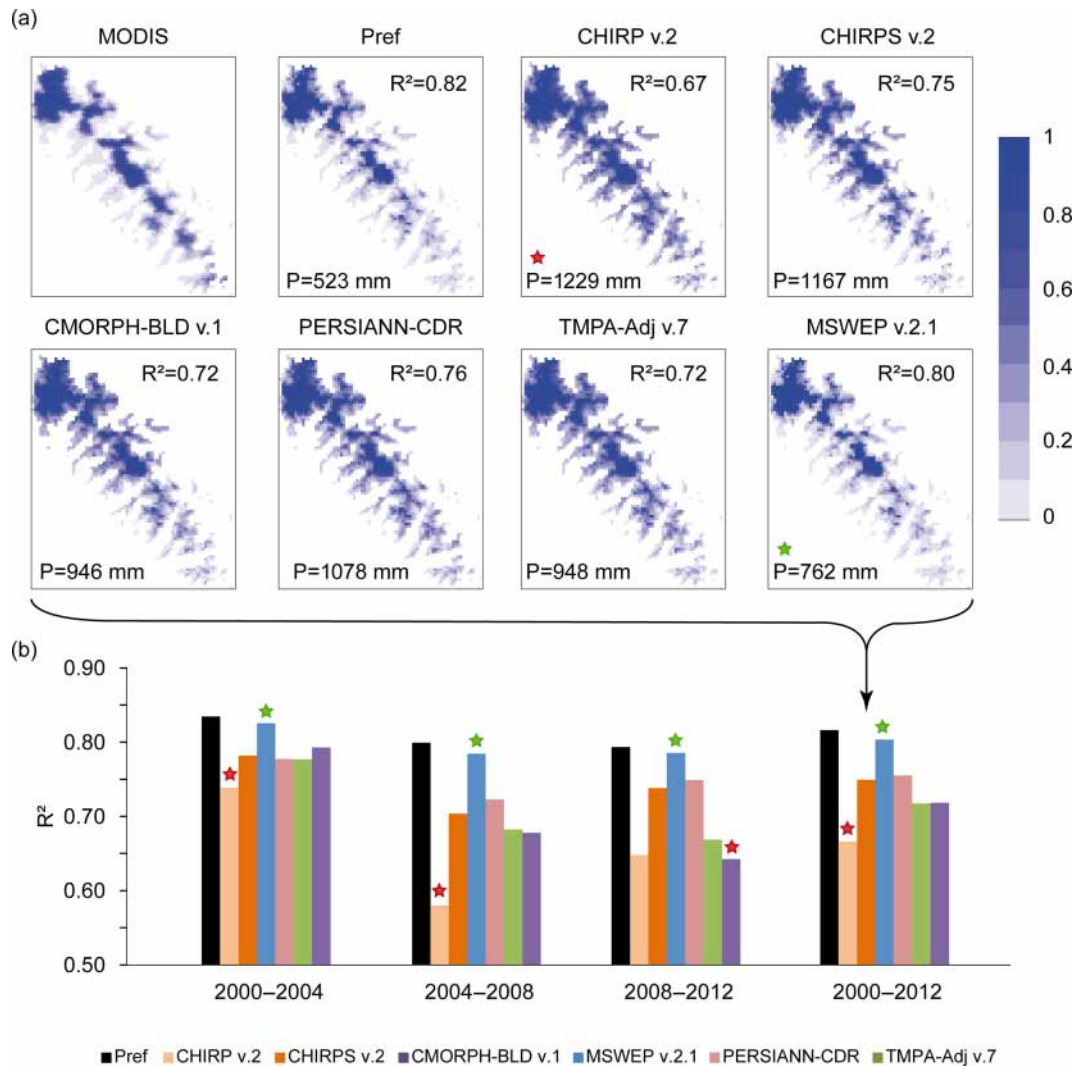 (a)
MODIS Pref CHIRP v.2 CHIRPS v.2
R²=0.82 R²=0.67 R²=0.75
P=523 mm P=1229 mm P=1167 mm
1
0.8
0.6
0.4
0.2
0
CMORPH-BLD v.1 PERSIANN-CDR TMPA-Adj v.7 MSWEP v.2.1
R²=0.72 R²=0.76 R²=0.72 R²=0.80
P=946 mm P=1078 mm P=948 mm P=762 mm
(b)
R²
0.90
0.80
0.70
0.60
0.50
2000–2004 2004–2008 2008–2012 2000–2012
Pref CHIRP v.2 CHIRPS v.2 CMORPH-BLD v.1 MSWEP v.2.1 PERSIANN-CDR TMPA-Adj v.7